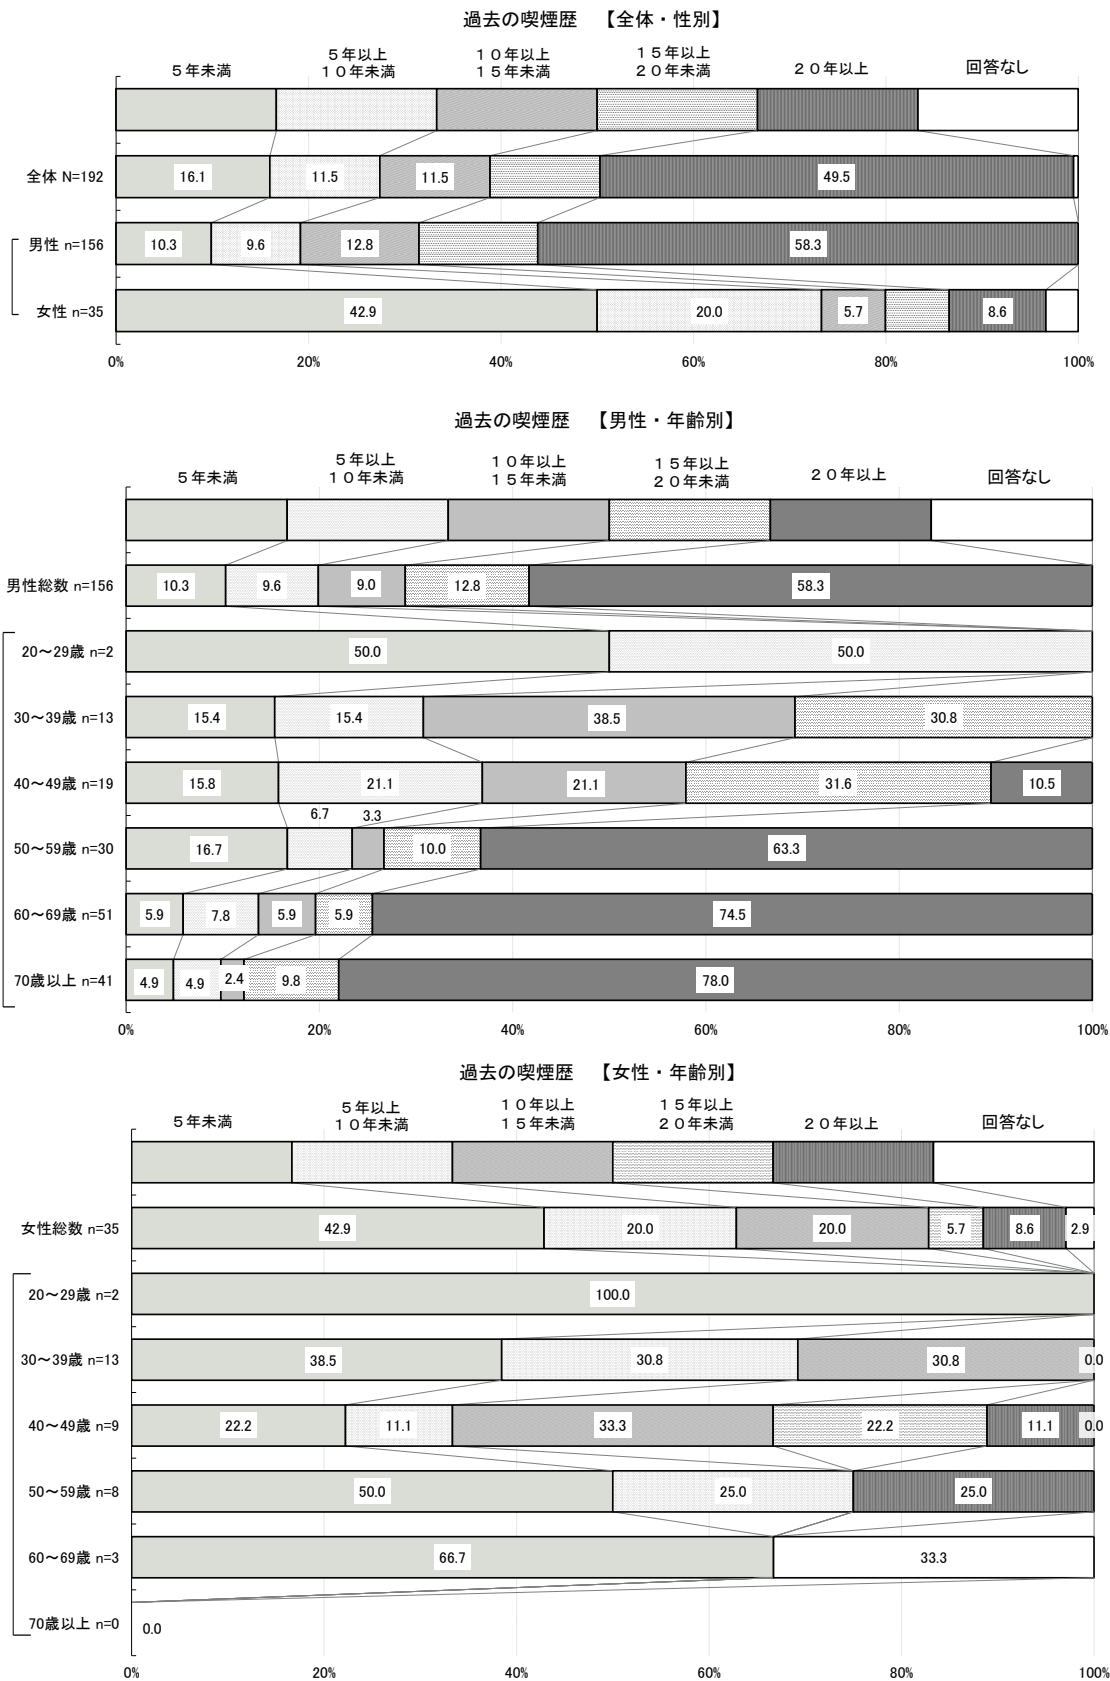 過去の喫煙歴 【全体・性別】
５年未満
５年以上
１０年未満
１０年以上
１５年未満
１５年以上
２０年未満
２０年以上
回答なし
全体 N=192 16.1 11.5 11.5 49.5
男性 n=156 10.3 9.6 12.8 58.3
女性 n=35 42.9 20.0 5.7 8.6
0% 20% 40% 60% 80% 100%
過去の喫煙歴 【男性・年齢別】
５年未満
５年以上
１０年未満
１０年以上
１５年未満
１５年以上
２０年未満
２０年以上
回答なし
男性総数 n=156 10.3 9.6 9.0 12.8 58.3
20～29歳 n=2 50.0 50.0
30～39歳 n=13 15.4 15.4 38.5 30.8
40～49歳 n=19 15.8 21.1 21.1 31.6 10.5
6.7 3.3
50～59歳 n=30 16.7 10.0 63.3
60～69歳 n=51 5.9 7.8 5.9 5.9 74.5
70歳以上 n=41 4.9 4.9 2.4 9.8 78.0
0% 20% 40% 60% 80% 100%
過去の喫煙歴 【女性・年齢別】
５年未満
５年以上
１０年未満
１０年以上
１５年未満
１５年以上
２０年未満
２０年以上
回答なし
女性総数 n=35 42.9 20.0 20.0 5.7 8.6 2.9
20～29歳 n=2 100.0
30～39歳 n=13 38.5 30.8 30.8 0.0
40～49歳 n=9 22.2 11.1 33.3 22.2 11.1 0.0
50～59歳 n=8 50.0 25.0 25.0
60～69歳 n=3 66.7 33.3
70歳以上 n=0 0.0
0% 20% 40% 60% 80% 100%